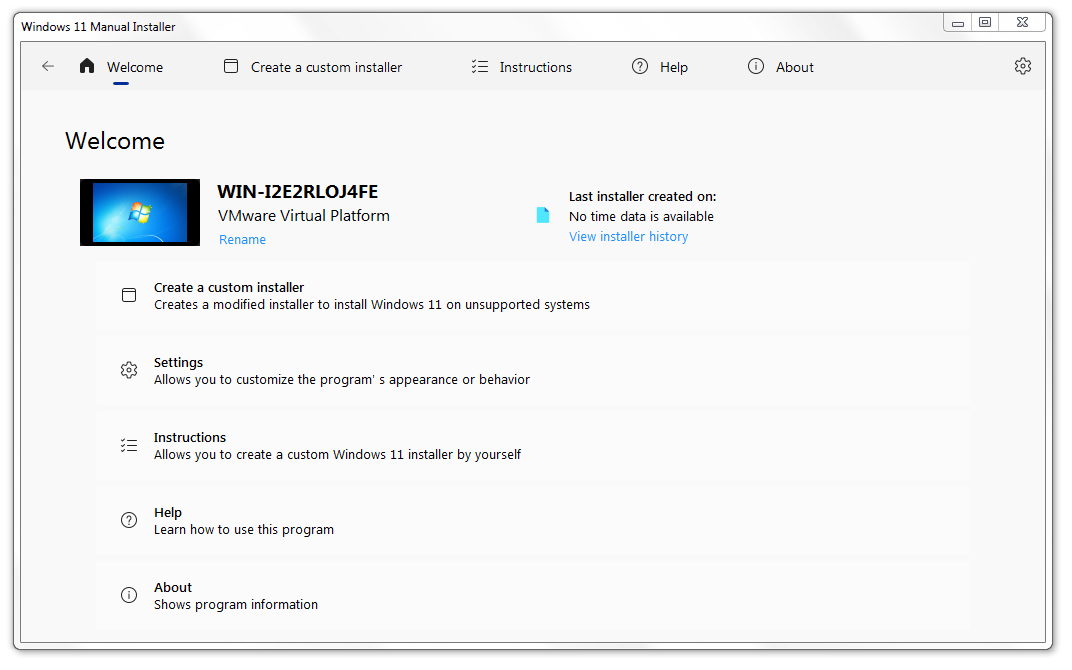 Windows 11 Manual Installer
Welcome
Create a custom installer
Instructions
Help
About
Welcome
WIN-I2E2RLOJ4FE
VMware Virtual Platform
Rename
Last installer created on:
No time data is available
View installer history
Create a custom installer
Creates a modified installer to install Windows 11 on unsupported systems
Settings
Allows you to customize the program' s appearance or behavior
Instructions
Allows you to create a custom Windows 11 installer by yourself
Help
Learn how to use this program
About
Shows program information